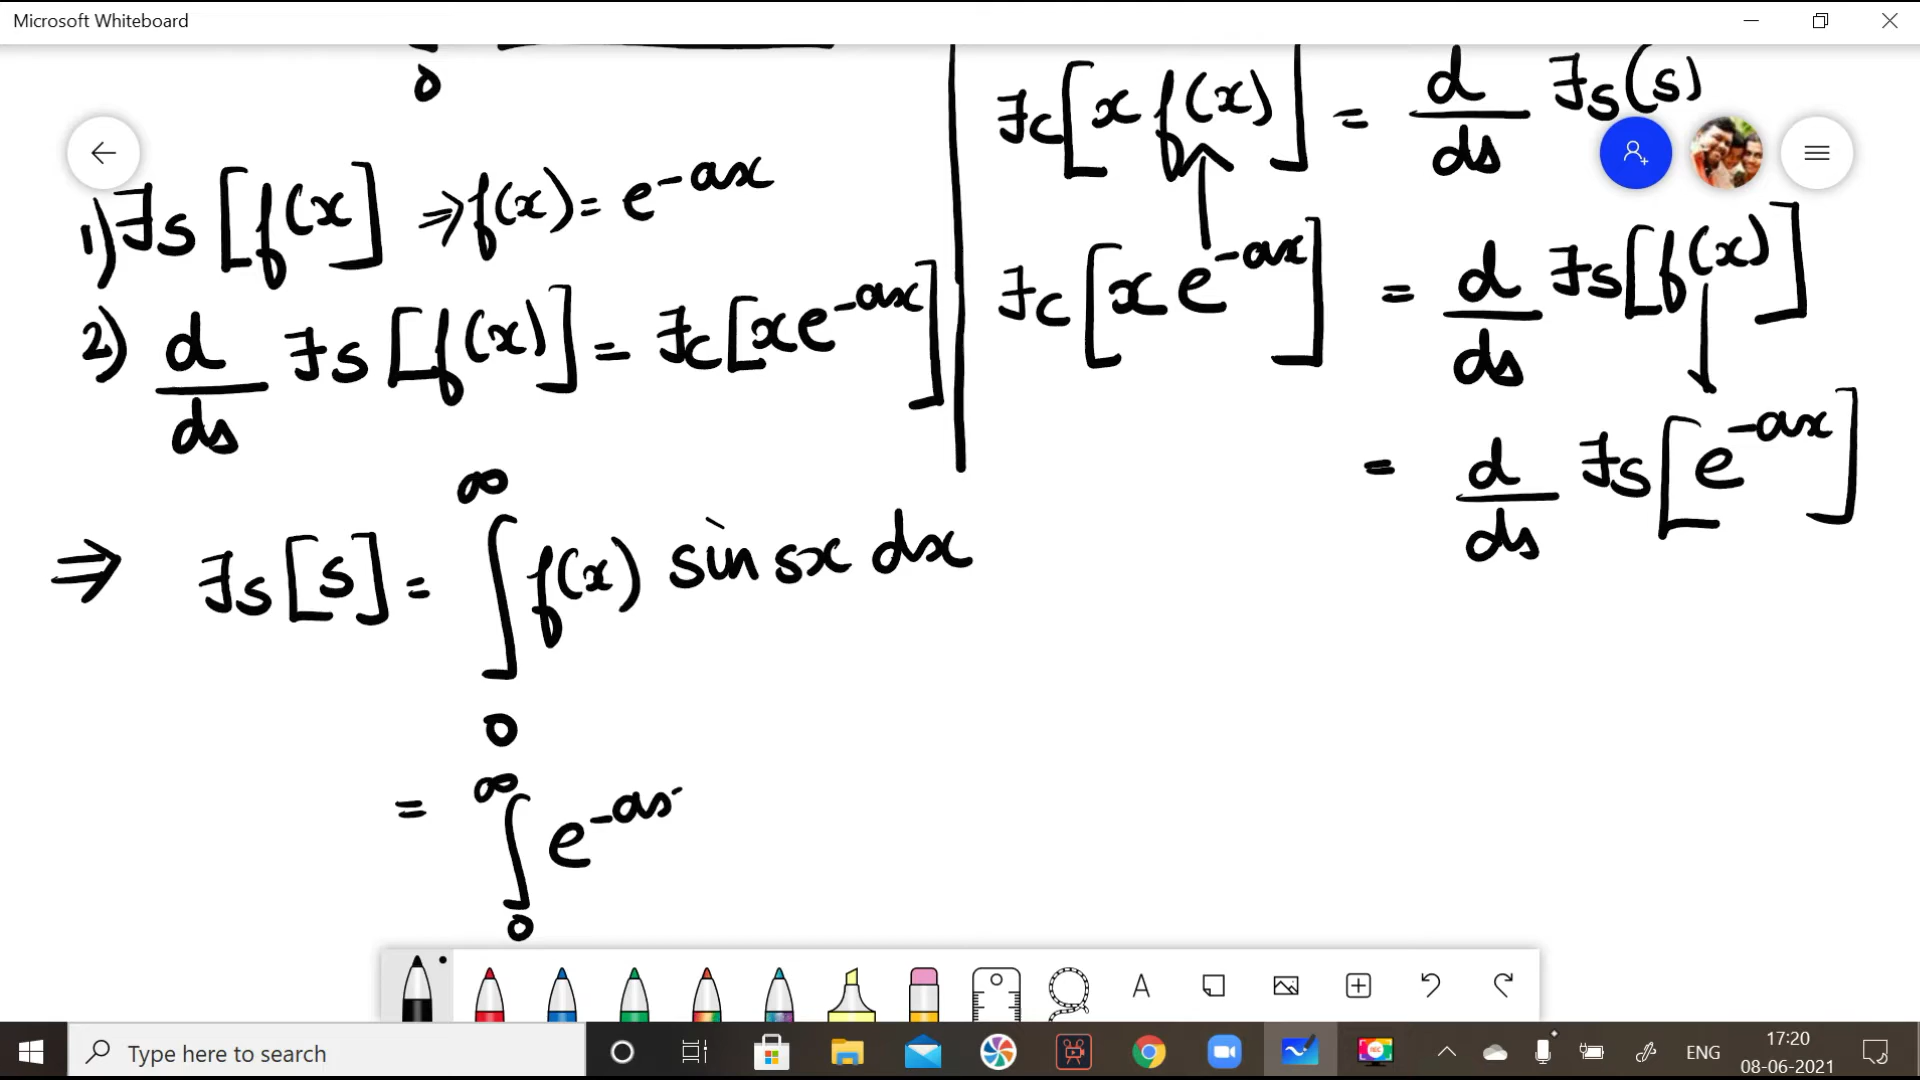 Microsoft Whiteboard
0
1) Fs [f(x] ⇒ f(x) = e^-ax
2) d/ds Fs [f(x)] = Fc [xe^-ax]
⇒ Fs [s] = ∫0^∞ f(x) sin sx dx
= ∫0^∞ e^-as
Fc [x f(x)] = d/ds Fs (s)
Fc [x e^-ax] = d/ds Fs [f(x)]
= d/ds Fs [e^-ax]
A
Type here to search
ENG
17:20
08-06-2021